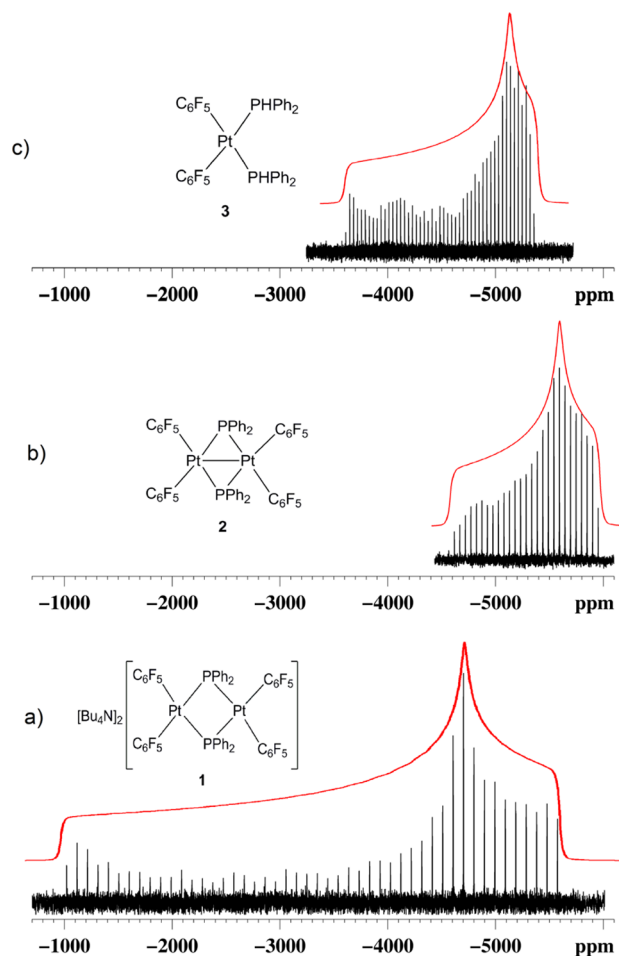 c)
C₆F₅
PHPh₂
Pt
C₆F₅
PHPh₂
3
−1000 −2000 −3000 −4000 −5000 ppm
b)
C₆F₅
PPh₂
C₆F₅
Pt Pt
C₆F₅
PPh₂
C₆F₅
2
−1000 −2000 −3000 −4000 −5000 ppm
a)
C₆F₅
PPh₂
C₆F₅
[Bu₄N]₂
Pt Pt
C₆F₅
PPh₂
C₆F₅
1
−1000 −2000 −3000 −4000 −5000 ppm